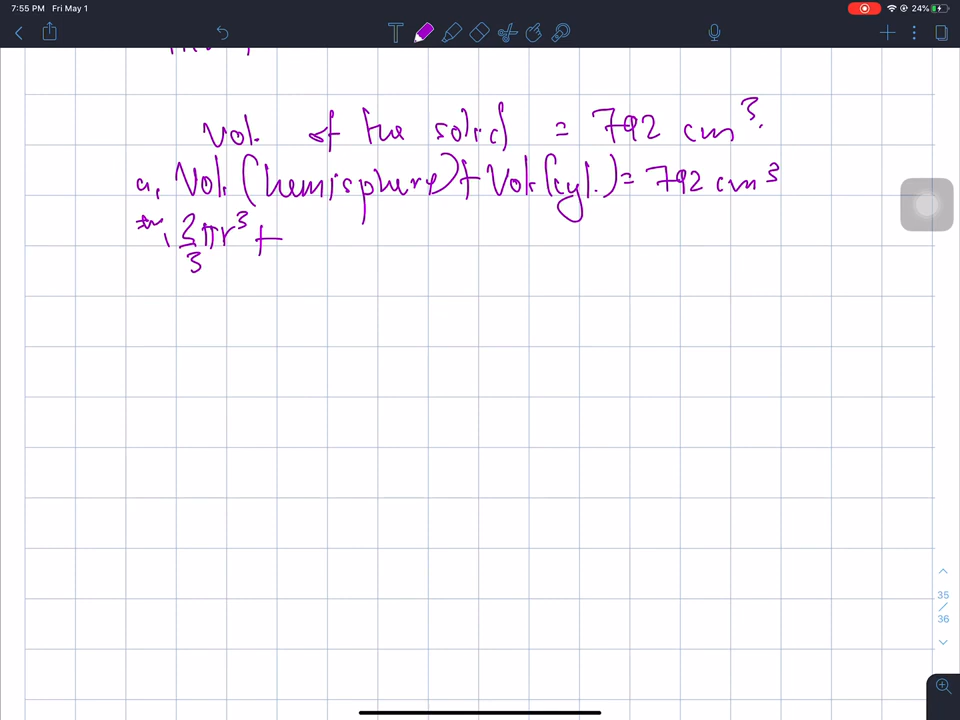 7:55 PM Fri May 1
24%
T
Vol. of the solid = 792 cm³.
Vol. (hemisphere) + Vol. (cyl.) = 792 cm³
2/3 πr³ +
35
/
36